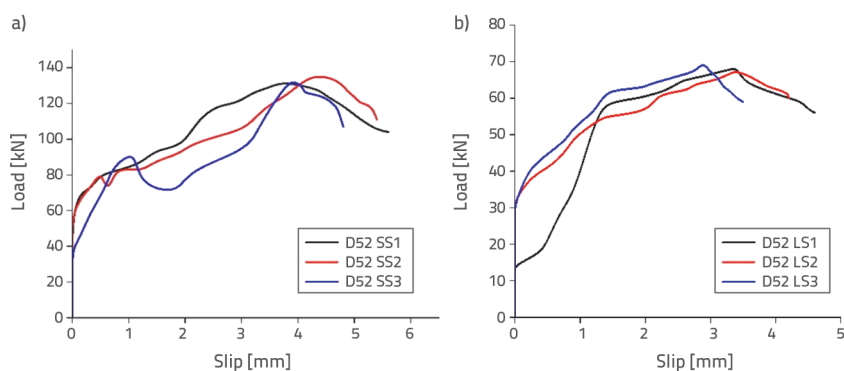 a)
Load [kN]
140
120
100
80
60
40
20
0
0 1 2 3 4 5 6
Slip [mm]
D52 SS1
D52 SS2
D52 SS3
b)
Load [kN]
80
70
60
50
40
30
20
10
0
0 1 2 3 4 5
Slip [mm]
D52 LS1
D52 LS2
D52 LS3